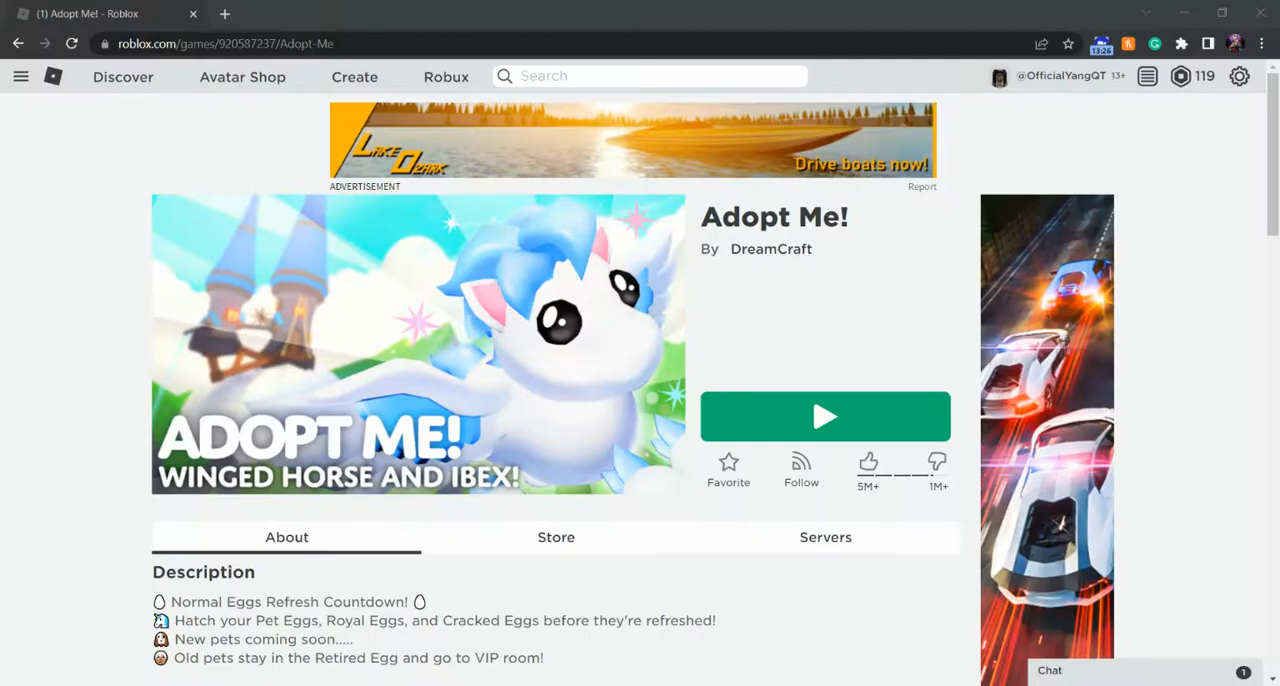 (1) Adopt Me! - Roblox
roblox.com/games/920587237/Adopt-Me
13:26
Discover
Avatar Shop
Create
Robux
Search
@OfficialYangQT 13+
119
LAKE OZARK
Drive boats now!
ADVERTISEMENT
Report
ADOPT ME!
WINGED HORSE AND IBEX!
Adopt Me!
By DreamCraft
Favorite
Follow
5M+
1M+
About
Store
Servers
Description
Normal Eggs Refresh Countdown!
Hatch your Pet Eggs, Royal Eggs, and Cracked Eggs before they're refreshed!
New pets coming soon.....
Old pets stay in the Retired Egg and go to VIP room!
Chat
1